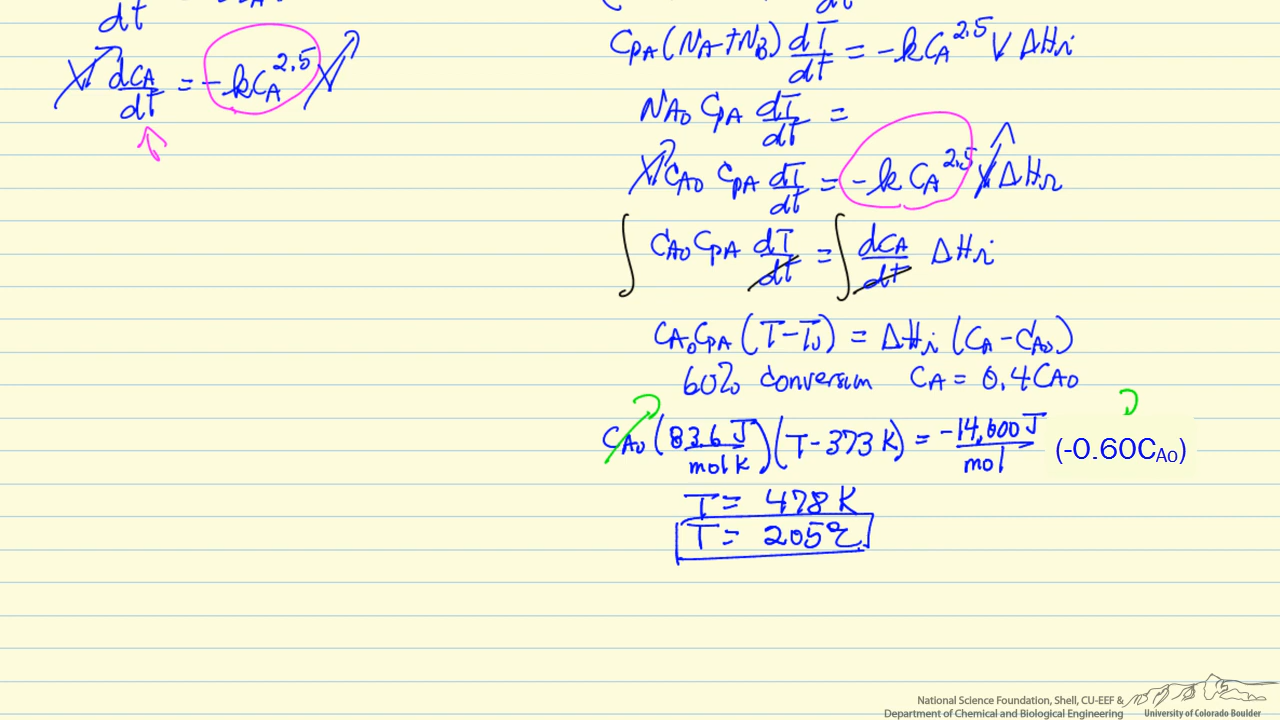 dt
V dCA/dt = -kCA^2.5 V
dt
CPA (NA + NB) dT/dt = -kCA^2.5 V ΔHr
NA0 CPA dT/dt =
V CA0 CPA dT/dt = -k CA^2.5 V ΔHr
∫ CA0 CPA dT/dt = ∫ dCA/dt ΔHr
CA0 CPA (T - T0) = ΔHr (CA - CA0)
60% conversion CA = 0.4CA0
CA0 (83.6 J/mol K)(T - 373 K) = -14,600 J/mol (-0.60CA0)
T = 478 K
T = 205°C
National Science Foundation, Shell, CU-EEF &
Department of Chemical and Biological Engineering
University of Colorado Boulder